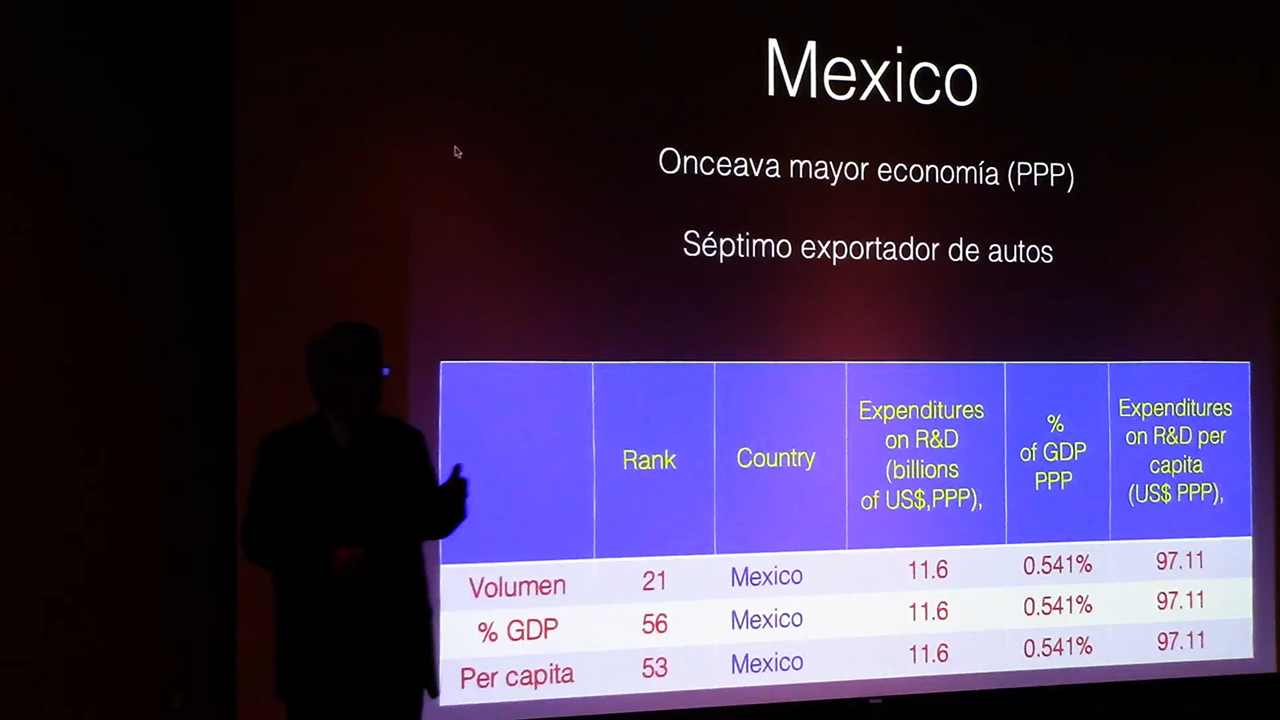 Mexico
Onceava mayor economía (PPP)
Séptimo exportador de autos
Rank
Country
Expenditures
on R&D
(billions
of US$,PPP),
%
of GDP
PPP
Expenditures
on R&D per
capita
(US$ PPP),
Volumen 21 Mexico 11.6 0.541% 97.11
% GDP 56 Mexico 11.6 0.541% 97.11
Per capita 53 Mexico 11.6 0.541% 97.11